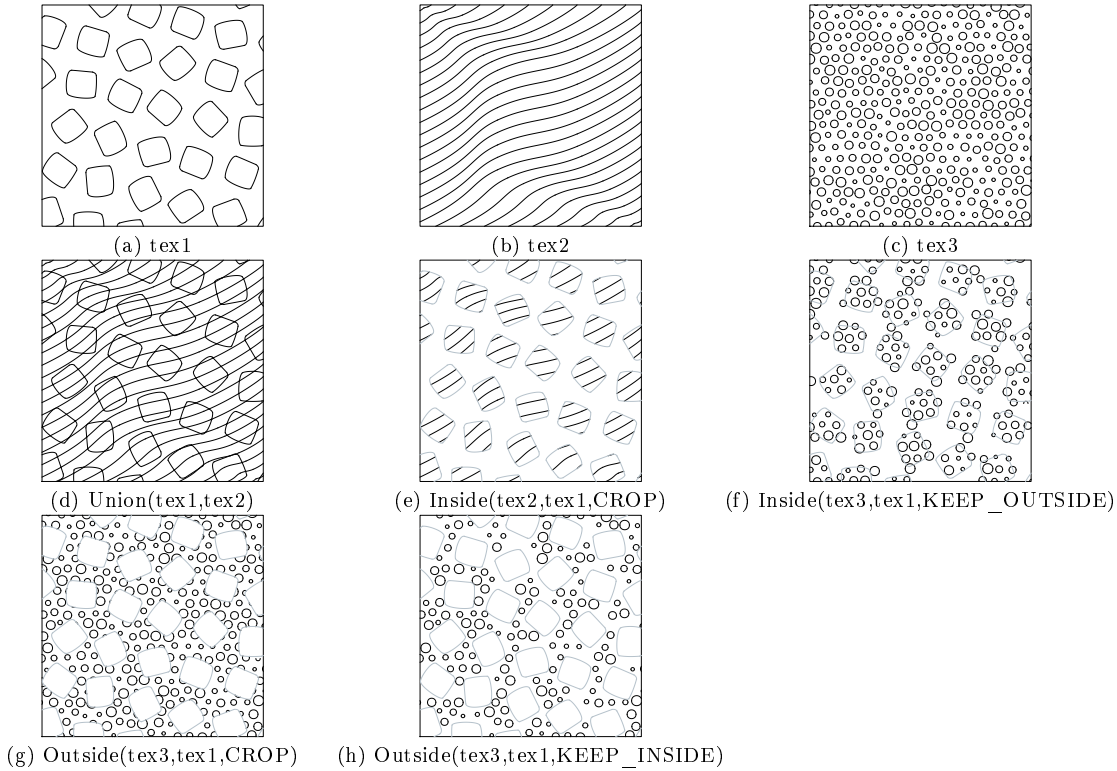 (a) tex1
(b) tex2
(c) tex3
(d) Union(tex1,tex2)
(e) Inside(tex2,tex1,CROP)
(f) Inside(tex3,tex1,KEEP_OUTSIDE)
(g) Outside(tex3,tex1,CROP)
(h) Outside(tex3,tex1,KEEP_INSIDE)